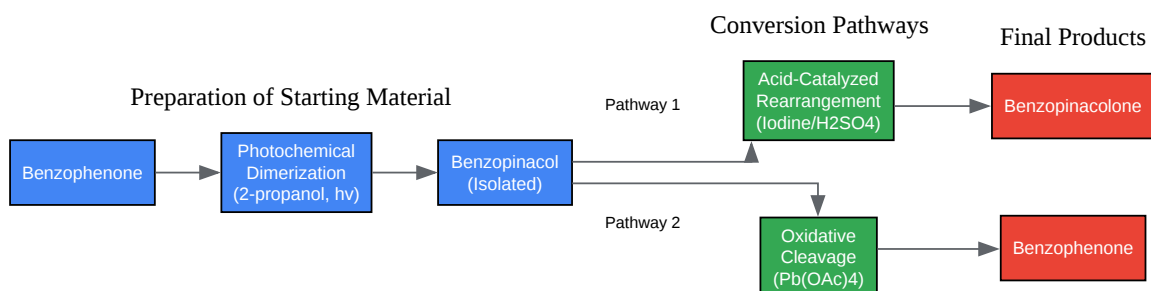 Conversion Pathways
Final Products
Preparation of Starting Material
Benzophenone
Photochemical
Dimerization
(2-propanol, hv)
Benzopinacol
(Isolated)
Pathway 1
Acid-Catalyzed
Rearrangement
(Iodine/H2SO4)
Benzopinacolone
Pathway 2
Oxidative
Cleavage
(Pb(OAc)4)
Benzophenone